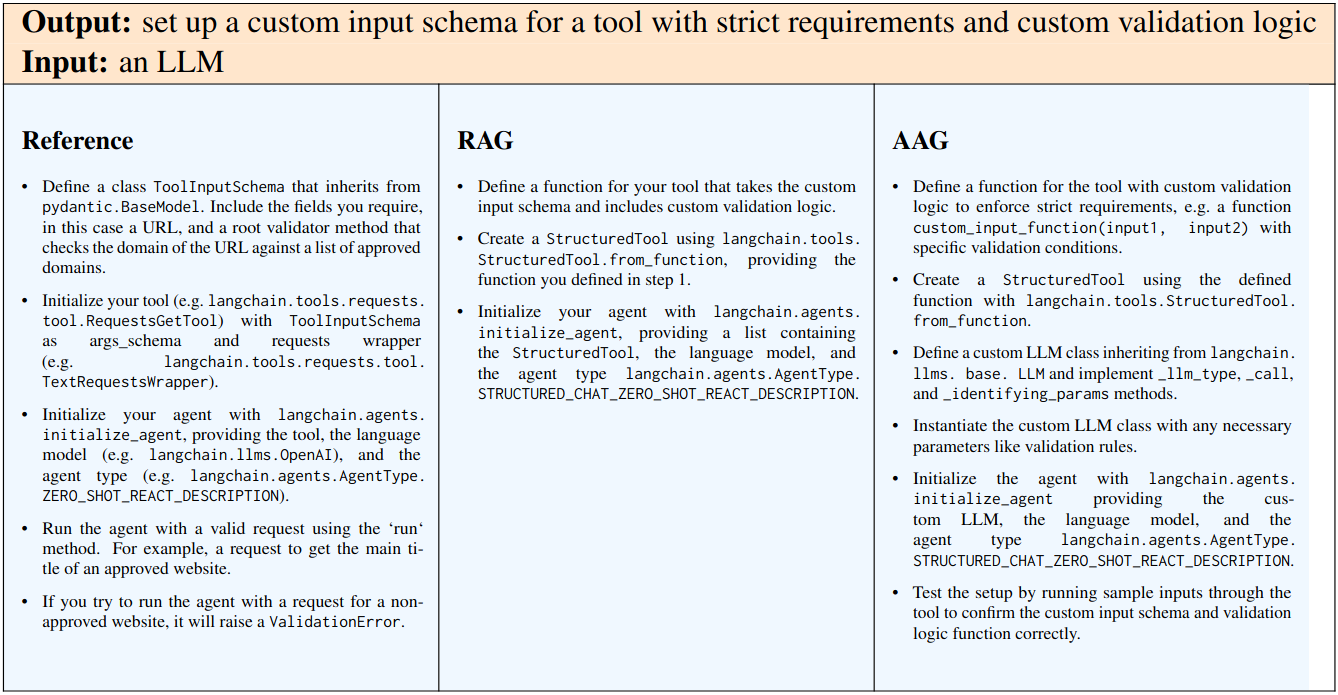 Output: set up a custom input schema for a tool with strict requirements and custom validation logic
Input: an LLM
Reference
• Define a class ToolInputSchema that inherits from
pydantic.BaseModel. Include the fields you require,
in this case a URL, and a root validator method that
checks the domain of the URL against a list of approved
domains.
• Initialize your tool (e.g. langchain.tools.requests.
tool.RequestsGetTool) with ToolInputSchema
as args_schema and requests wrapper
(e.g. langchain.tools.requests.tool.
TextRequestsWrapper).
• Initialize your agent with langchain.agents.
initialize_agent, providing the tool, the language
model (e.g. langchain.llms.OpenAI), and the
agent type (e.g. langchain.agents.AgentType.
ZERO_SHOT_REACT_DESCRIPTION).
• Run the agent with a valid request using the ‘run‘
method. For example, a request to get the main ti-
tle of an approved website.
• If you try to run the agent with a request for a non-
approved website, it will raise a ValidationError.
RAG
• Define a function for your tool that takes the custom
input schema and includes custom validation logic.
• Create a StructuredTool using langchain.tools.
StructuredTool.from_function, providing the
function you defined in step 1.
• Initialize your agent with langchain.agents.
initialize_agent, providing a list containing
the StructuredTool, the language model, and
the agent type langchain.agents.AgentType.
STRUCTURED_CHAT_ZERO_SHOT_REACT_DESCRIPTION.
AAG
• Define a function for the tool with custom validation
logic to enforce strict requirements, e.g. a function
custom_input_function(input1, input2) with
specific validation conditions.
• Create a StructuredTool using the defined
function with langchain.tools.StructuredTool.
from_function.
• Define a custom LLM class inheriting from langchain.
llms. base. LLM and implement _llm_type, _call,
and _identifying_params methods.
• Instantiate the custom LLM class with any necessary
parameters like validation rules.
• Initialize the agent with langchain.agents.
initialize_agent providing the cus-
tom LLM, the language model, and the
agent type langchain.agents.AgentType.
STRUCTURED_CHAT_ZERO_SHOT_REACT_DESCRIPTION.
• Test the setup by running sample inputs through the
tool to confirm the custom input schema and validation
logic function correctly.